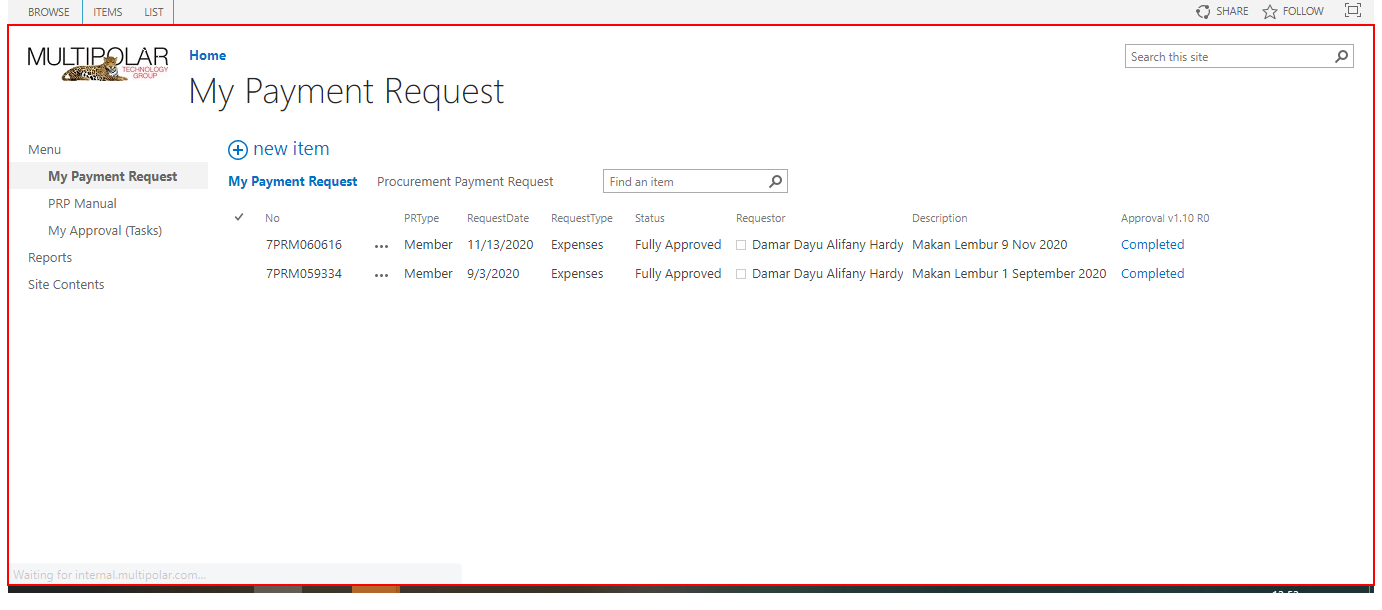 BROWSE ITEMS LIST SHARE FOLLOW
MULTIPOLAR
TECHNOLOGY
GROUP
Home
Search this site
My Payment Request
Menu
My Payment Request
PRP Manual
My Approval (Tasks)
Reports
Site Contents
new item
My Payment Request Procurement Payment Request Find an item
No PRType RequestDate RequestType Status Requestor Description Approval v1.10 R0
7PRM060616 ... Member 11/13/2020 Expenses Fully Approved Damar Dayu Alifany Hardy Makan Lembur 9 Nov 2020 Completed
7PRM059334 ... Member 9/3/2020 Expenses Fully Approved Damar Dayu Alifany Hardy Makan Lembur 1 September 2020 Completed
Waiting for internal.multipolar.com...